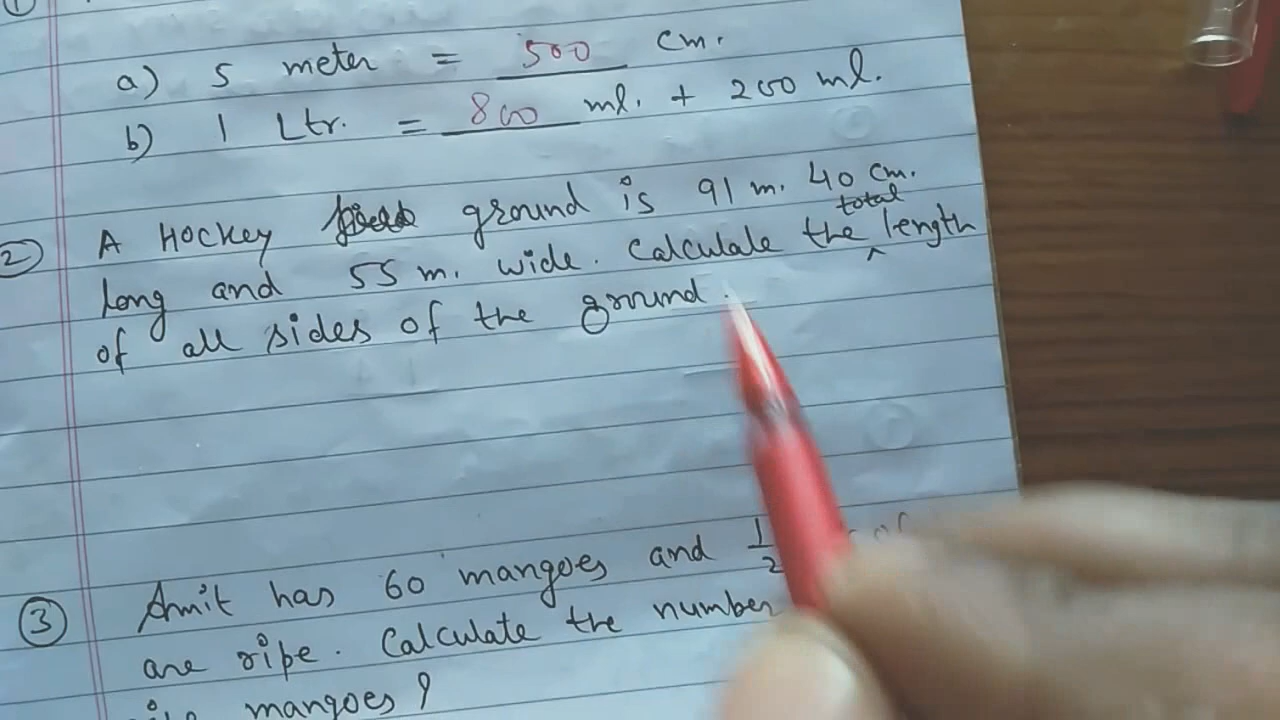 1
a) 5 meter = 500 cm.
b) 1 Ltr. = 800 ml. + 200 ml.
2 A Hockey ground is 91 m. 40 cm.
long and 55 m. wide. Calculate the total length
of all sides of the ground.
3 Amit has 60 mangoes and 1/2 of
are ripe. Calculate the number
mangoes ?